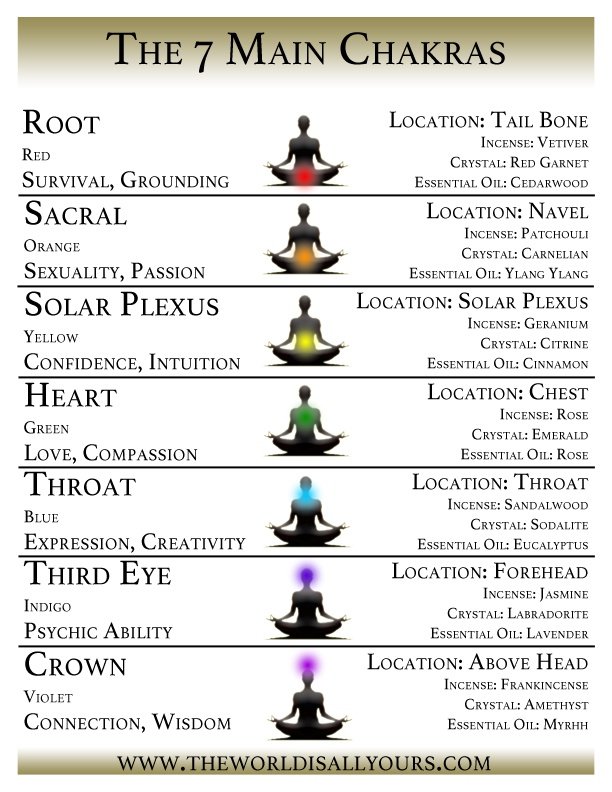 The 7 Main Chakras
Root
Red
Survival, Grounding
Location: Tail Bone
Incense: Vetiver
Crystal: Red Garnet
Essential Oil: Cedarwood
Sacral
Orange
Sexuality, Passion
Location: Navel
Incense: Patchouli
Crystal: Carnelian
Essential Oil: Ylang Ylang
Solar Plexus
Yellow
Confidence, Intuition
Location: Solar Plexus
Incense: Geranium
Crystal: Citrine
Essential Oil: Cinnamon
Heart
Green
Love, Compassion
Location: Chest
Incense: Rose
Crystal: Emerald
Essential Oil: Rose
Throat
Blue
Expression, Creativity
Location: Throat
Incense: Sandalwood
Crystal: Sodalite
Essential Oil: Eucalyptus
Third Eye
Indigo
Psychic Ability
Location: Forehead
Incense: Jasmine
Crystal: Labradorite
Essential Oil: Lavender
Crown
Violet
Connection, Wisdom
Location: Above Head
Incense: Frankincense
Crystal: Amethyst
Essential Oil: Myrhh
www.theworldisallyours.com